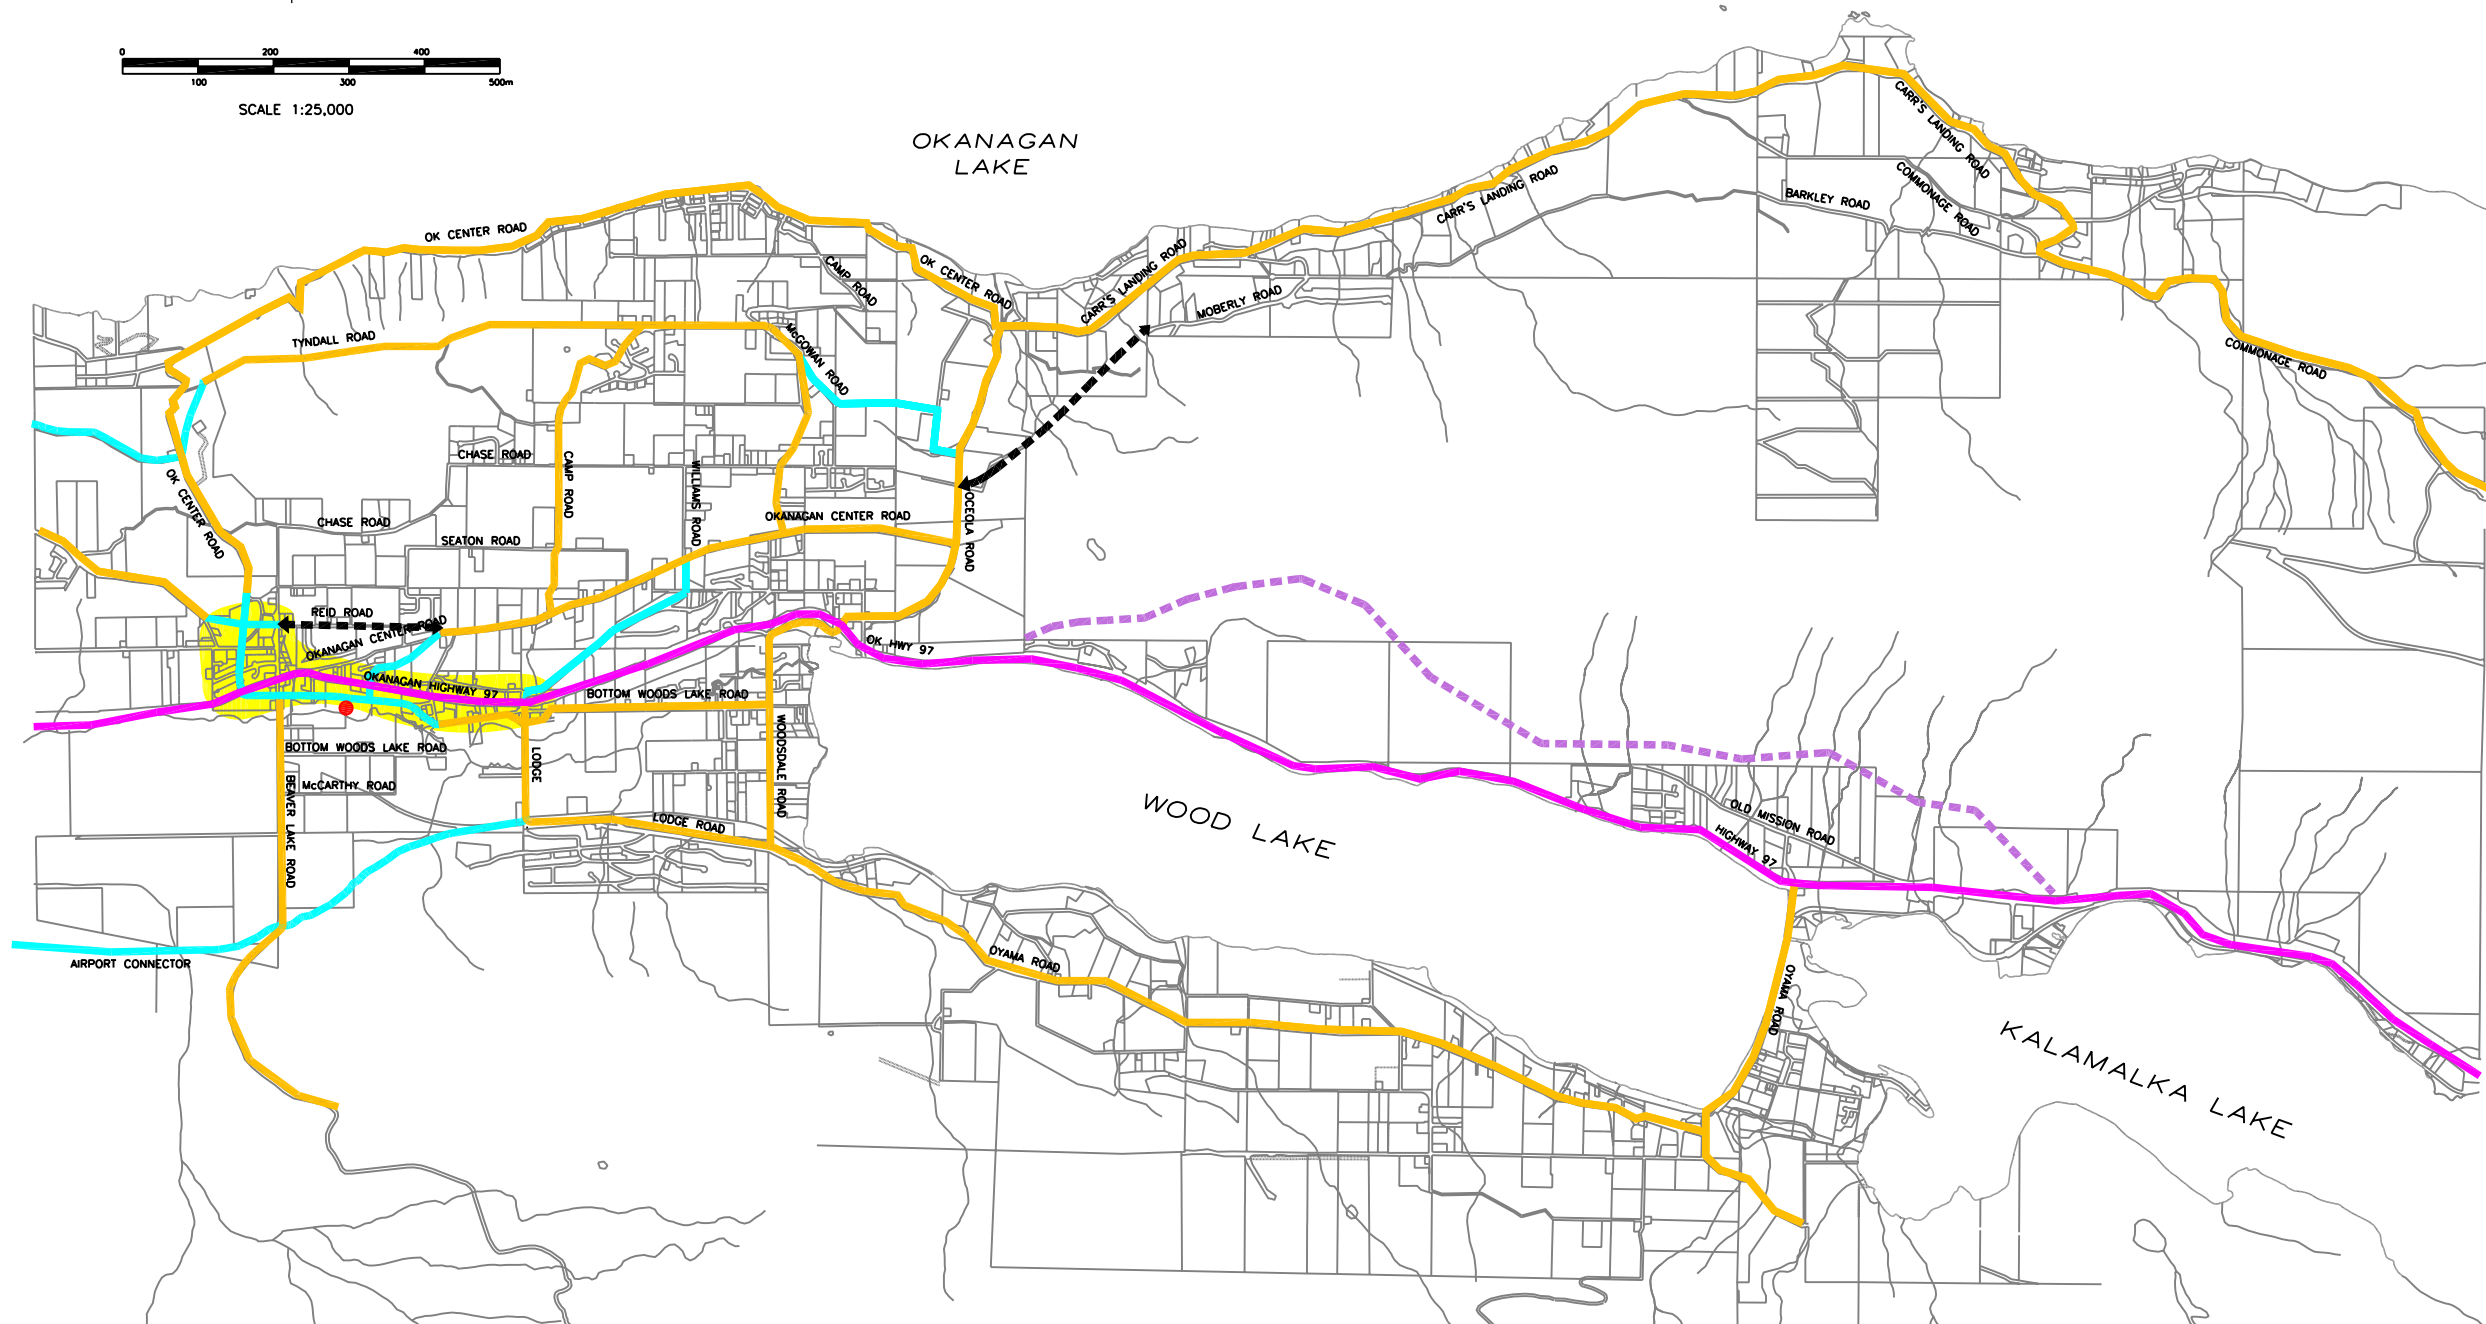 0 200 400
100 300 500m
SCALE 1:25,000
OKANAGAN
LAKE
CARR'S LANDING ROAD
COMMONAGE ROAD
BARKLEY ROAD
CARR'S LANDING ROAD
OK CENTER ROAD
CAMP ROAD
OK CENTER ROAD
CARR'S LANDING ROAD
MOBERLY ROAD
TYNDALL ROAD
McGOWAN ROAD
COMMONAGE ROAD
CHASE ROAD
CAMP ROAD
WILLIAMS ROAD
OK CENTER ROAD
CHASE ROAD
SEATON ROAD
OKANAGAN CENTER ROAD
OCEOLA ROAD
REID ROAD
OKANAGAN CENTER ROAD
OK HWY 97
OKANAGAN HIGHWAY 97
BOTTOM WOODS LAKE ROAD
BOTTOM WOODS LAKE ROAD
LODGE
WOODSDALE ROAD
McCARTHY ROAD
BEAVER LAKE ROAD
LODGE ROAD
WOOD LAKE
OLD MISSION ROAD
HIGHWAY 97
AIRPORT CONNECTOR
OYAMA ROAD
OYAMA ROAD
KALAMALKA LAKE